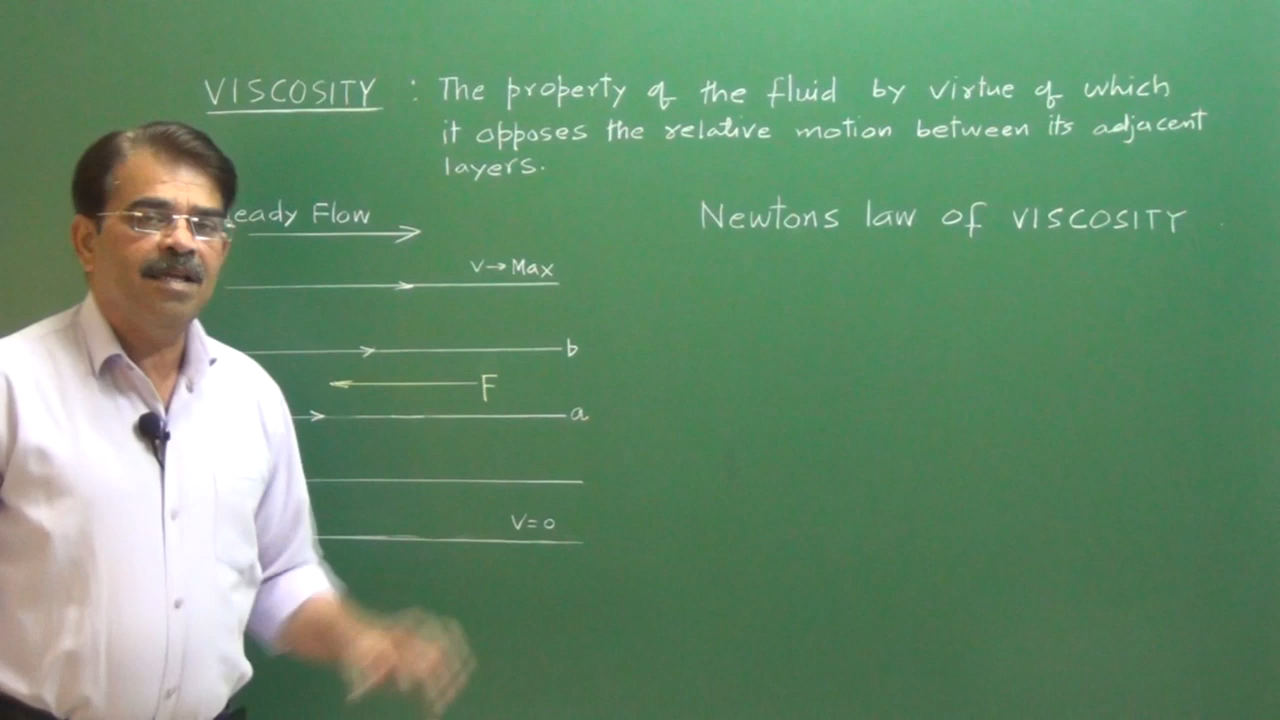 VISCOSITY : The property of the fluid by virtue of which
it opposes the relative motion between its adjacent
layers.
eady Flow
Newtons law of VISCOSITY
v→Max
b
F
a
V=0